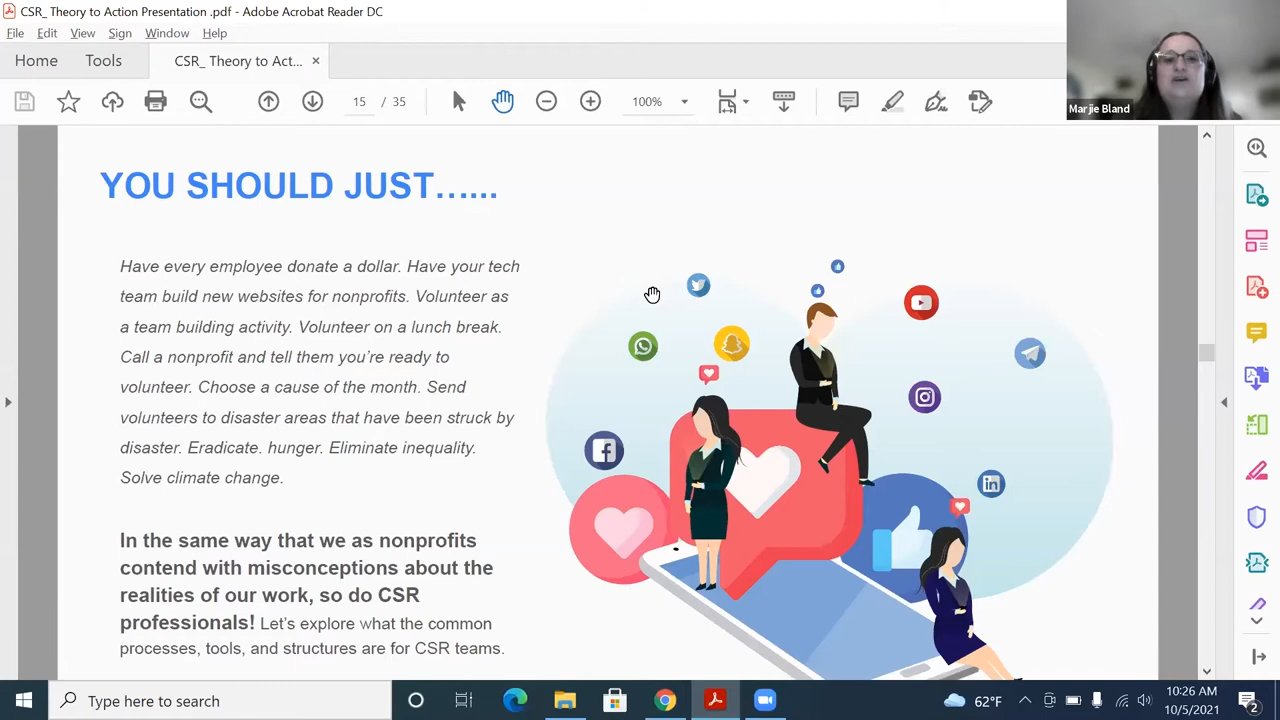 CSR_ Theory to Action Presentation .pdf - Adobe Acrobat Reader DC
File Edit View Sign Window Help
Home Tools CSR_ Theory to Act... ×
15 / 35 100%
Marjie Bland
YOU SHOULD JUST…...
Have every employee donate a dollar. Have your tech
team build new websites for nonprofits. Volunteer as
a team building activity. Volunteer on a lunch break.
Call a nonprofit and tell them you're ready to
volunteer. Choose a cause of the month. Send
volunteers to disaster areas that have been struck by
disaster. Eradicate. hunger. Eliminate inequality.
Solve climate change.
In the same way that we as nonprofits
contend with misconceptions about the
realities of our work, so do CSR
professionals! Let's explore what the common
processes, tools, and structures are for CSR teams.
in
Type here to search
62°F
10:26 AM
10/5/2021
2